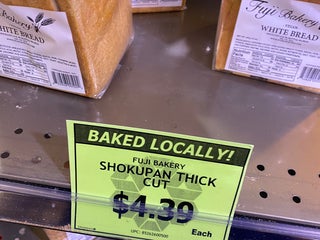 Bakery
WHITE BREAD
Fuji Bakery
WHITE BREAD
BAKED LOCALLY!
FUJI BAKERY
SHOKUPAN THICK
CUT
$4.39
Each